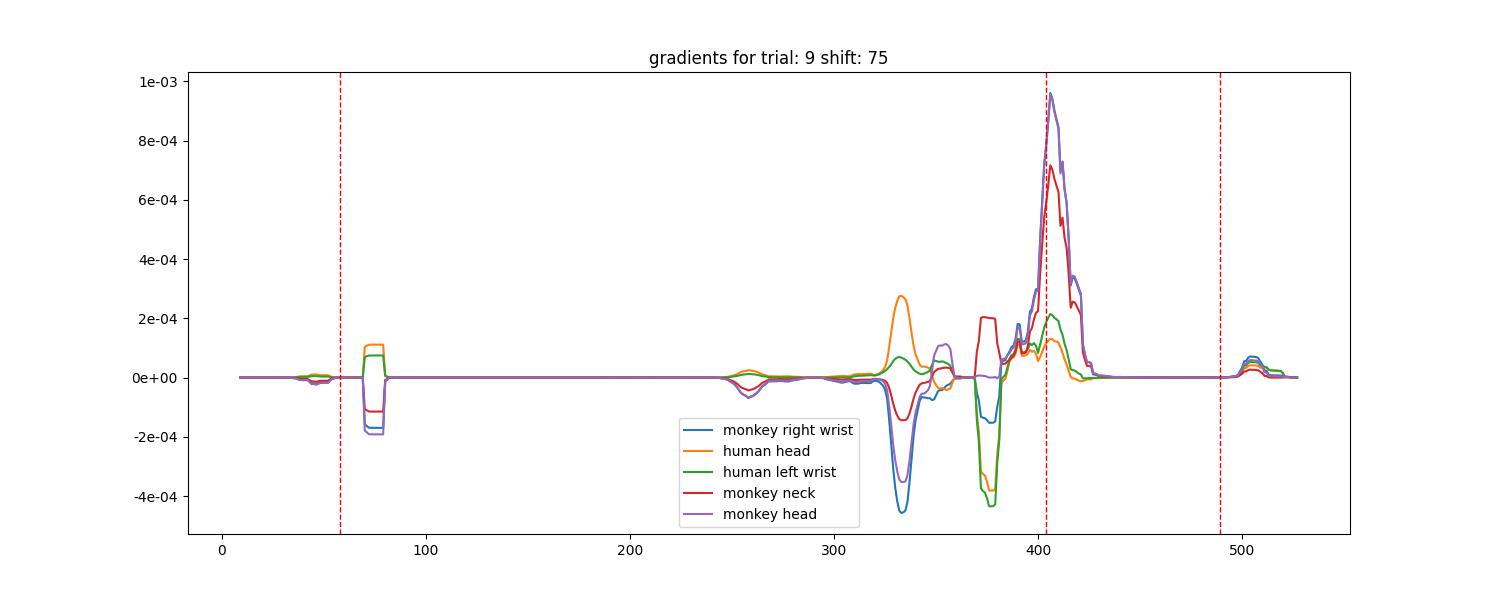 gradients for trial: 9 shift: 75
1e-03
8e-04
6e-04
4e-04
2e-04
0e+00
-2e-04
-4e-04
monkey right wrist
human head
human left wrist
monkey neck
monkey head
0 100 200 300 400 500